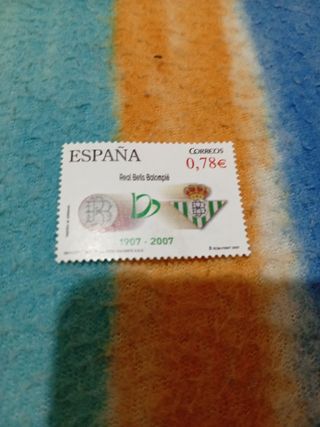 ESPAÑA
CORREOS
0,78€
Real Betis Balompié
1907 - 2007